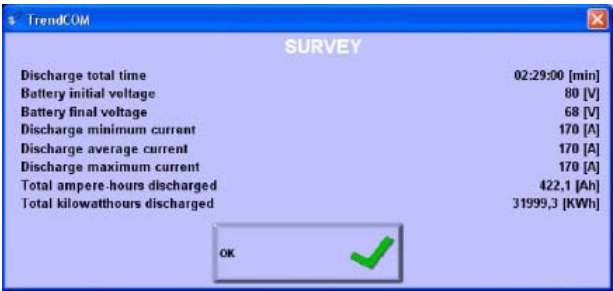 TrendCOM
SURVEY
Discharge total time 02:29:00 [min]
Battery initial voltage 80 [V]
Battery final voltage 68 [V]
Discharge minimum current 170 [A]
Discharge average current 170 [A]
Discharge maximum current 170 [A]
Total ampere-hours discharged 422,1 [Ah]
Total kilowatthours discharged 31999,3 [KWh]
OK